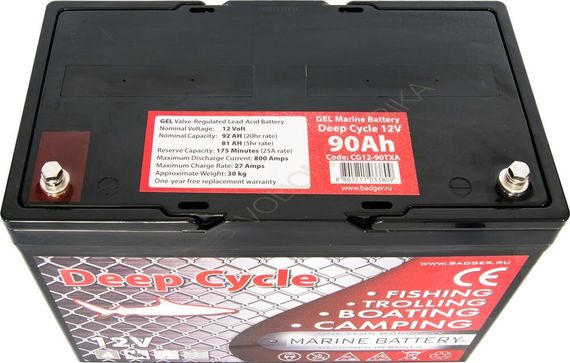 GEL Valve-Regulated Lead-Acid Battery
Nominal Voltage: 12 Volt
Nominal Capacity: 92 AH (20hr rate)
81 AH (5hr rate)
Reserve Capacity: 175 Minutes (25A rate)
Maximum Discharge Current: 800 Amps
Maximum Charge Rate: 27 Amps
Approximate Weight: 30 kg
One-year free replacement warranty
GEL Marine Battery
Deep Cycle 12V
90Ah
Code: CG12-90TXA
8 801211 033809
www.badger.ru
WWW.BADGER.RU
Deep Cycle
CE
• FISHING
• TROLLING
• BOATING
• CAMPING
12V
MARINE BATTERY